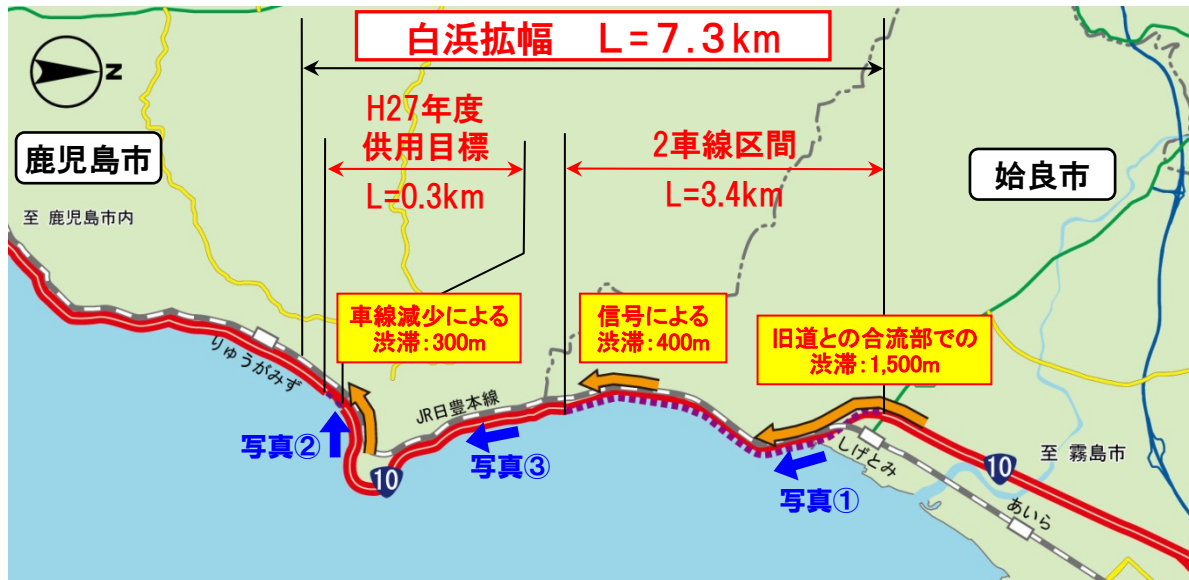 白浜拡幅 L=7.3km
N
H27年度
供用目標
L=0.3km
2車線区間
L=3.4km
鹿児島市
始良市
至 鹿児島市内
車線減少による
渋滞:300m
信号による
渋滞:400m
旧道との合流部での
渋滞:1,500m
りゅうがみず
JR日豊本線
写真②
写真③
写真①
10
しげとみ
10
至 霧島市
あいら